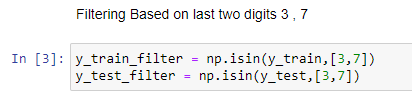 Filtering Based on last two digits 3 , 7
In [3]: y_train_filter = np.isin(y_train,[3,7])
y_test_filter = np.isin(y_test,[3,7])